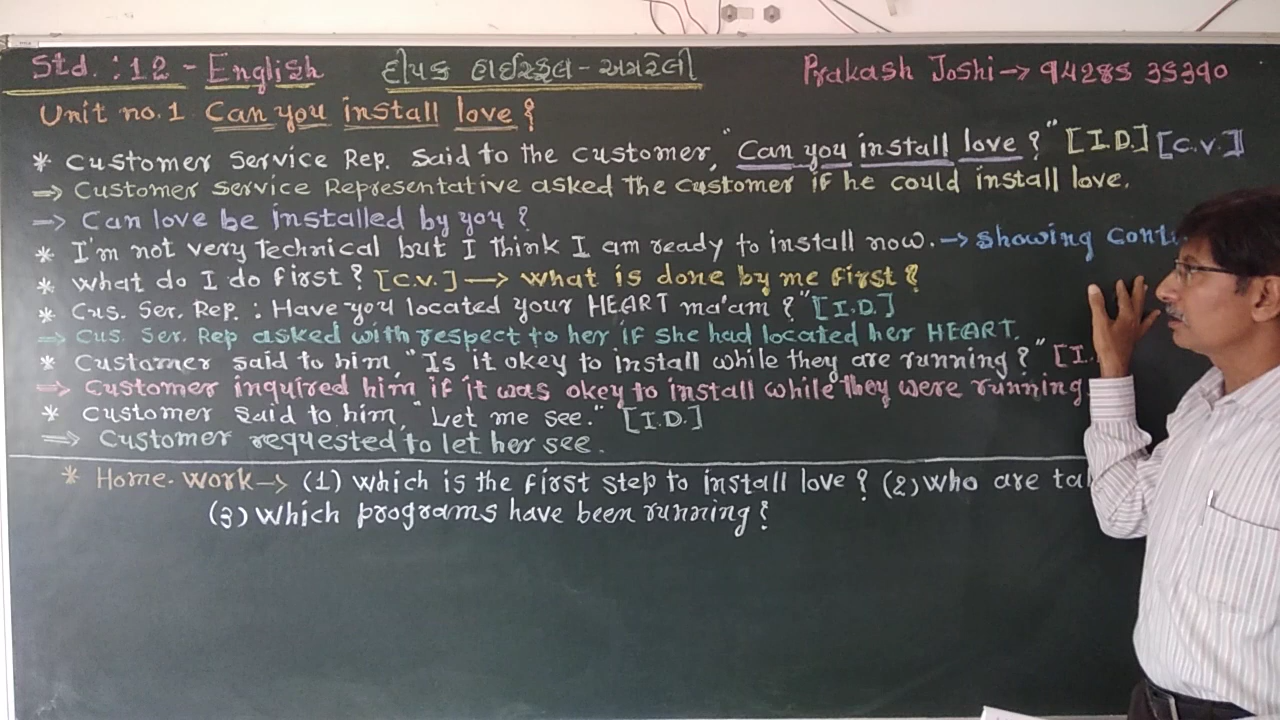 Std. : 12 - English દીપક હાઈસ્કૂલ - અમરેલી Prakash Joshi → 94285 35390
Unit no. 1 Can you install love ?
* Customer Service Rep. said to the customer, "Can you install love ?" [I.D.] [C.V.]
⇒ Customer Service Representative asked the customer if he could install love.
⇒ Can love be installed by you ?
* I'm not very technical but I think I am ready to install now. → showing
* What do I do first ? [C.V.] → What is done by me first ?
* Cus. Ser. Rep. : Have you located your HEART ma'am ?" [I.D.]
⇒ Cus. Ser. Rep asked with respect to her if she had located her HEART.
* Customer said to him, "Is it okey to install while they are running ?" [I.
⇒ Customer inquired him if it was okey to install while they were running
* Customer said to him, "Let me see." [I.D.]
⇒ Customer requested to let her see.
* Home-work → (1) Which is the first step to install love ? (2) Who are
(3) Which programs have been running ?